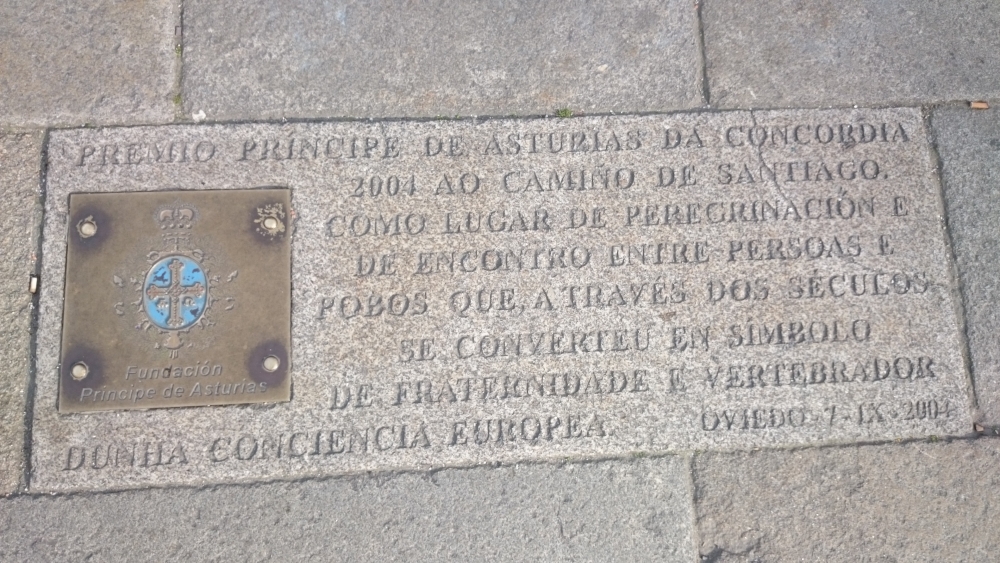 PREMIO PRÍNCIPE DE ASTURIAS DA CONCORDIA
2004 AO CAMIÑO DE SANTIAGO.
COMO LUGAR DE PEREGRINACIÓN E
DE ENCONTRO ENTRE PERSOAS E
POBOS QUE, A TRAVÉS DOS SÉCULOS
SE CONVERTEU EN SÍMBOLO
DE FRATERNIDADE E VERTEBRADOR
DUNHA CONCIENCIA EUROPEA.
OVIEDO-7-IX-2004
Fundación
Príncipe de Asturias